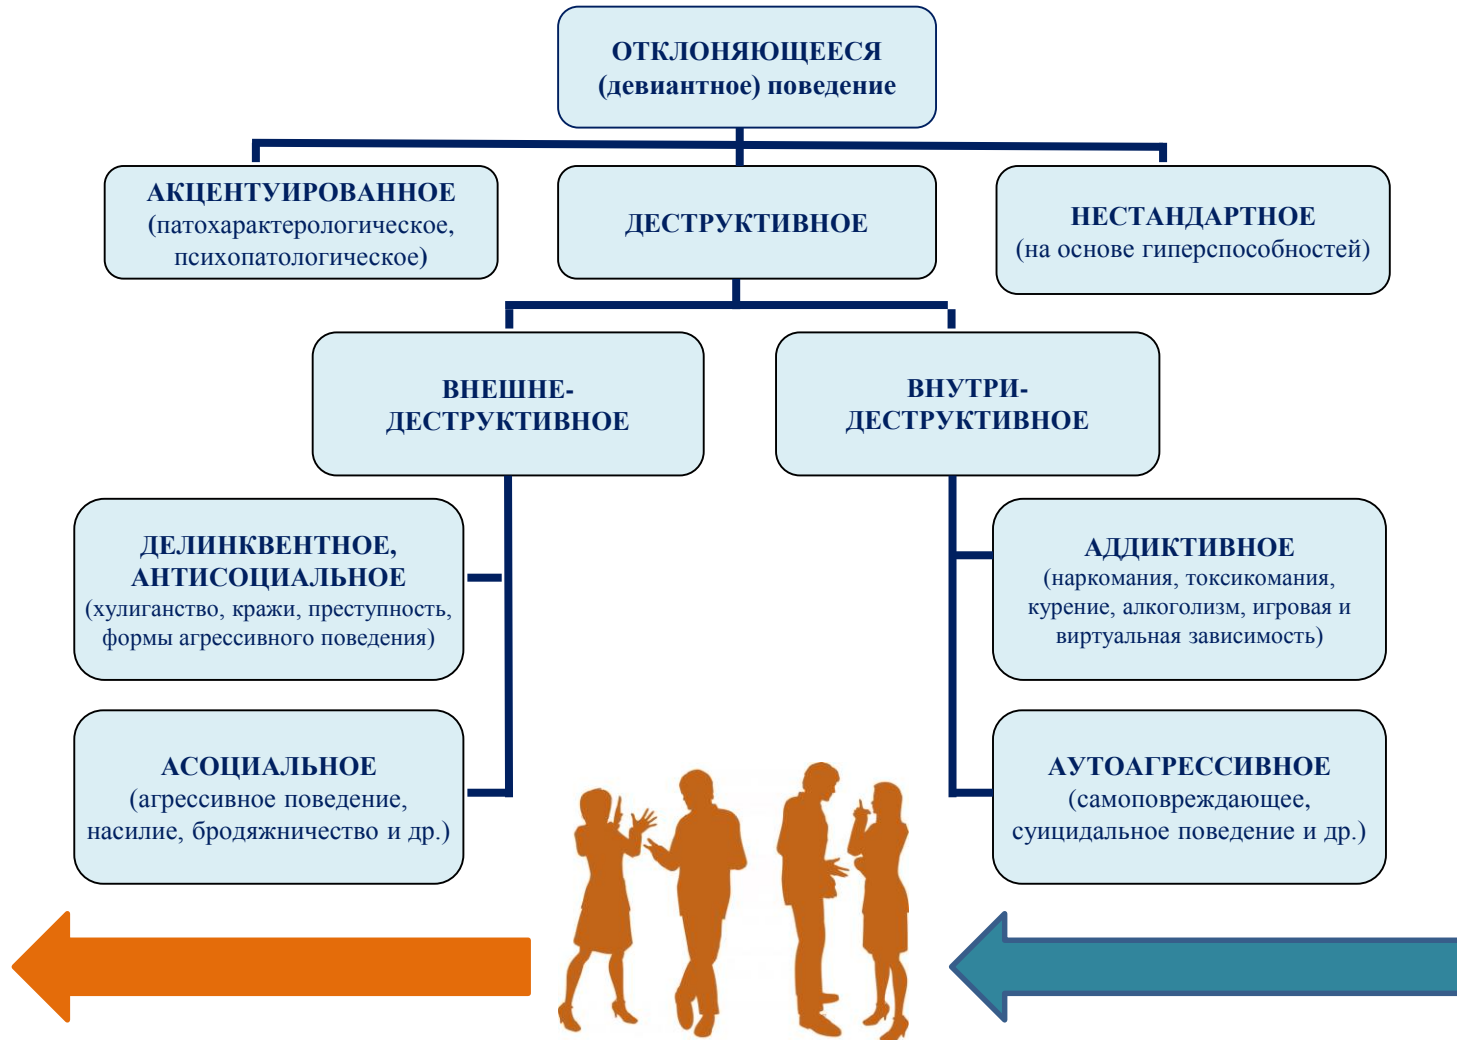 ОТКЛОНЯЮЩЕЕСЯ
(девиантное) поведение
АКЦЕНТУИРОВАННОЕ
(патохарактерологическое,
психопатологическое)
ДЕСТРУКТИВНОЕ
НЕСТАНДАРТНОЕ
(на основе гиперспособностей)
ВНЕШНЕ-
ДЕСТРУКТИВНОЕ
ВНУТРИ-
ДЕСТРУКТИВНОЕ
ДЕЛИНКВЕНТНОЕ,
АНТИСОЦИАЛЬНОЕ
(хулиганство, кражи, преступность,
формы агрессивного поведения)
АДДИКТИВНОЕ
(наркомания, токсикомания,
курение, алкоголизм, игровая и
виртуальная зависимость)
АСОЦИАЛЬНОЕ
(агрессивное поведение,
насилие, бродяжничество и др.)
АУТОАГРЕССИВНОЕ
(самоповреждающее,
суицидальное поведение и др.)